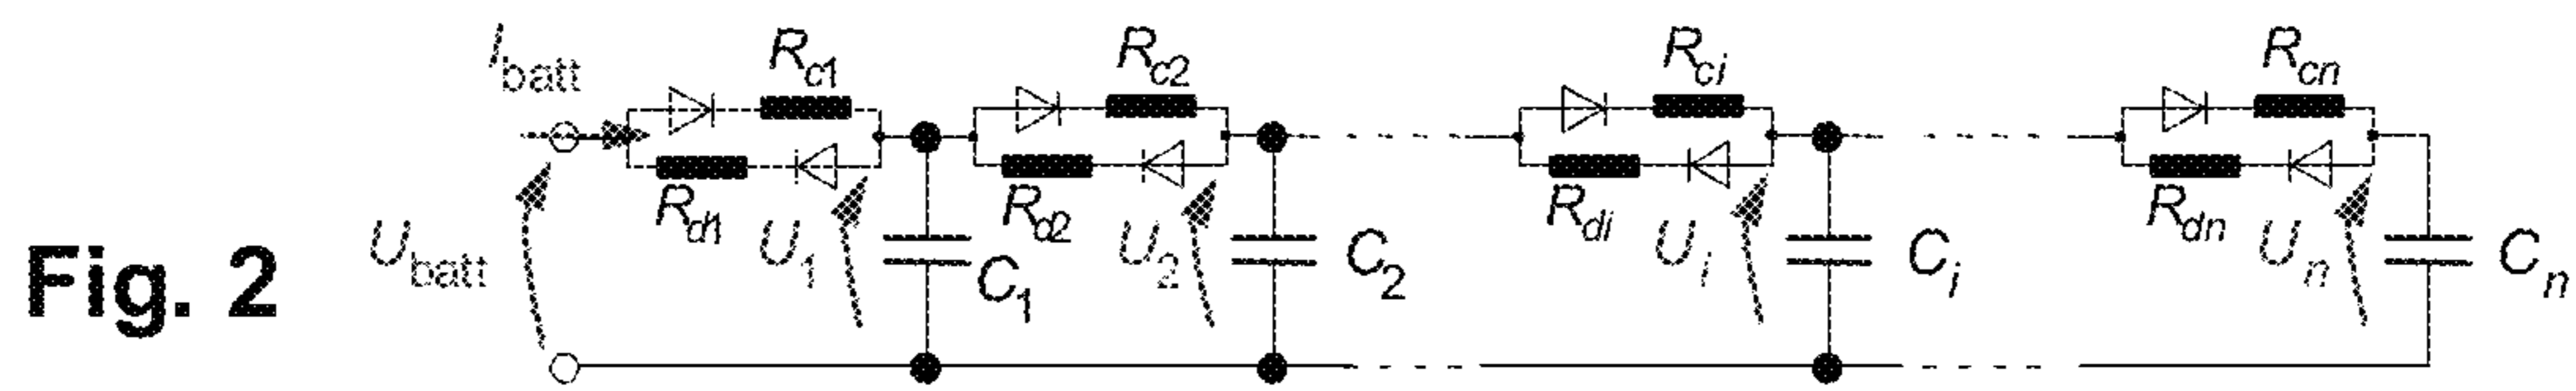 I_batt
R_c1
R_c2
R_ci
R_cn
R_d1
R_d2
R_di
R_dn
U_batt
U_1
U_2
U_i
U_n
C_1
C_2
C_i
C_n
Fig. 2